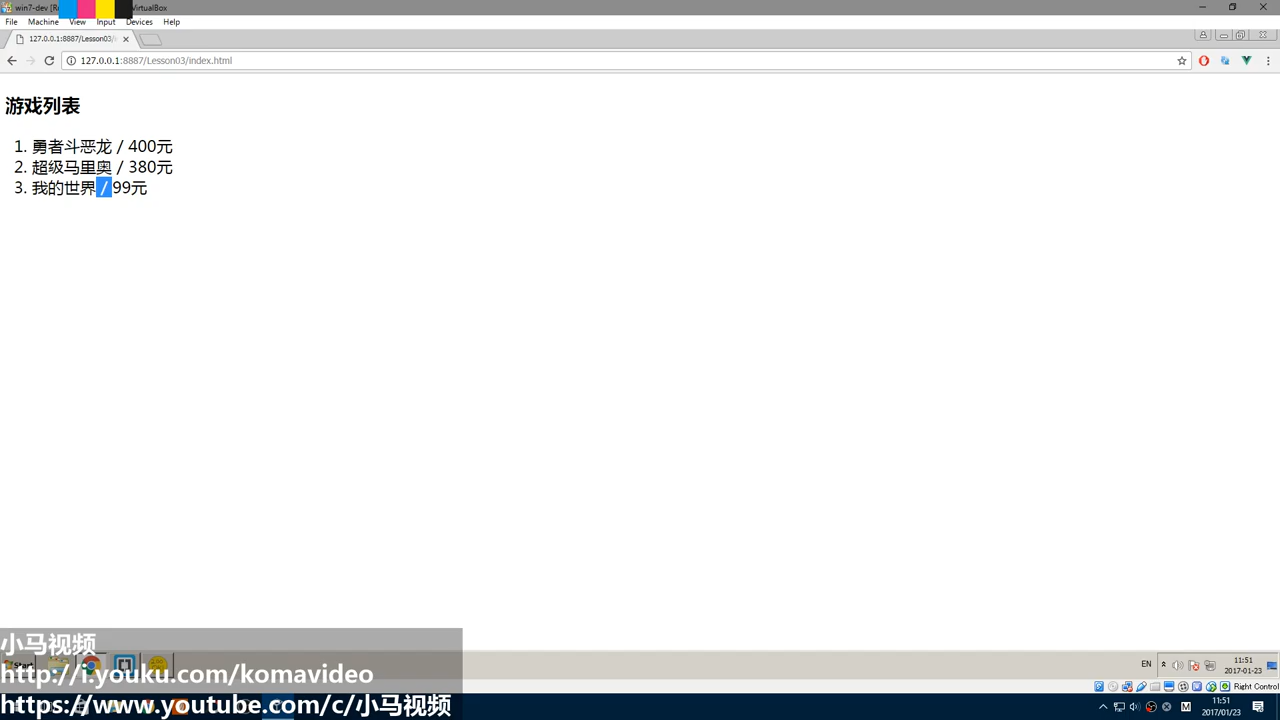 win7-dev [R
VirtualBox
File Machine View Input Devices Help
127.0.0.1:8887/Lesson03/i
127.0.0.1:8887/Lesson03/index.html
游戏列表
1. 勇者斗恶龙 / 400元
2. 超级马里奥 / 380元
3. 我的世界 / 99元
小马视频
Start
http://i.youku.com/komavideo
https://www.youtube.com/c/小马视频
EN
11:51
2017-01-23
Right Control
11:51
2017/01/23